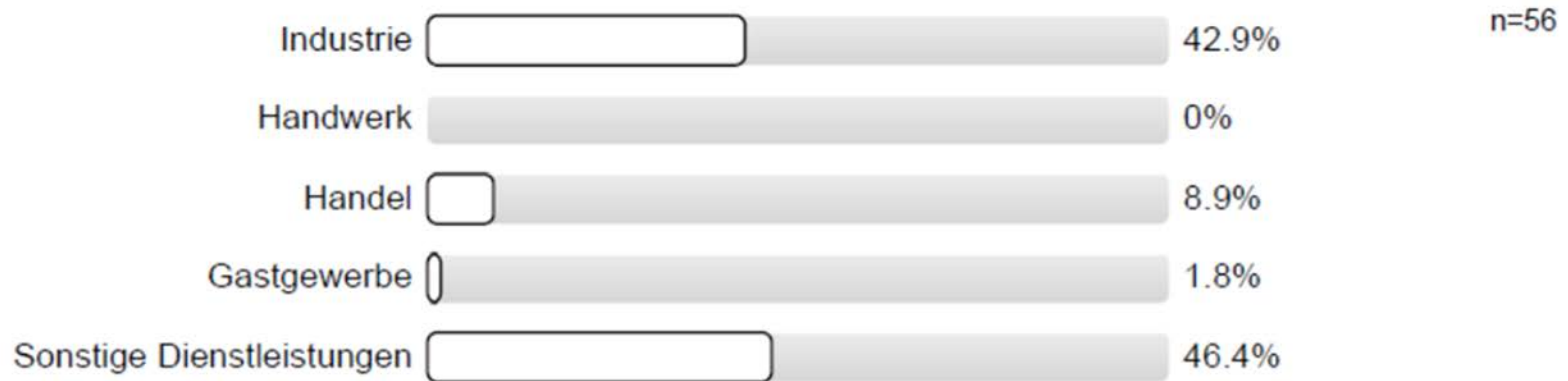 Industrie 42.9% n=56
Handwerk 0%
Handel 8.9%
Gastgewerbe 1.8%
Sonstige Dienstleistungen 46.4%